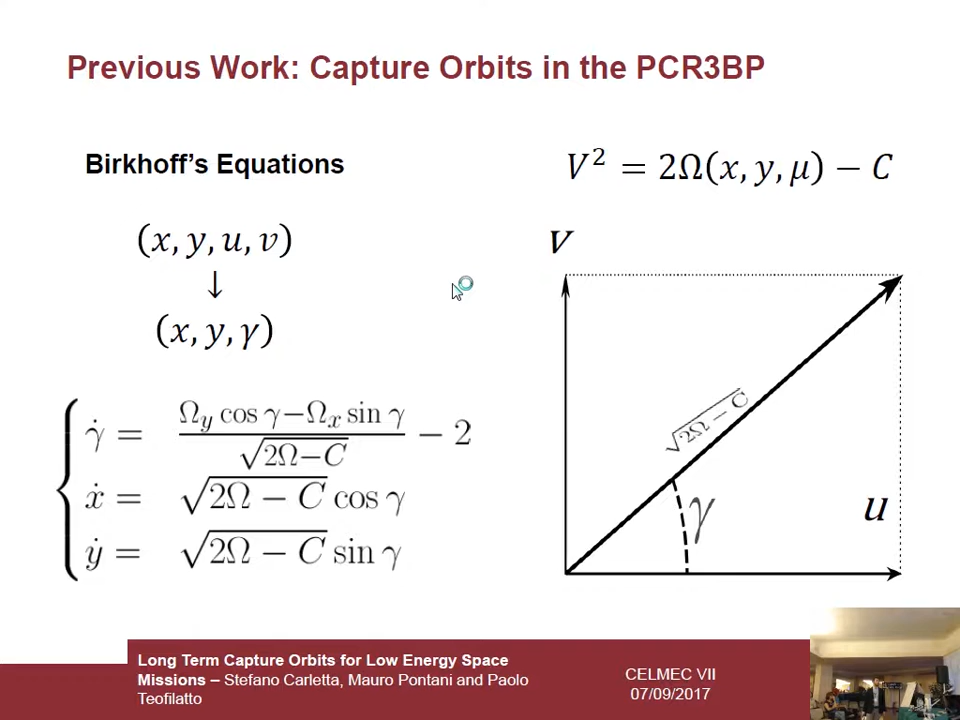 Previous Work: Capture Orbits in the PCR3BP
Birkhoff's Equations
(x, y, u, v)
↓
(x, y, γ)
γ̇ = (Ω_y cos γ−Ω_x sin γ)/√(2Ω−C) − 2
ẋ = √(2Ω − C) cos γ
ẏ = √(2Ω − C) sin γ
V² = 2Ω(x, y, μ) − C
v
√(2Ω − C)
γ
u
Long Term Capture Orbits for Low Energy Space
Missions – Stefano Carletta, Mauro Pontani and Paolo
Teofilatto
CELMEC VII
07/09/2017